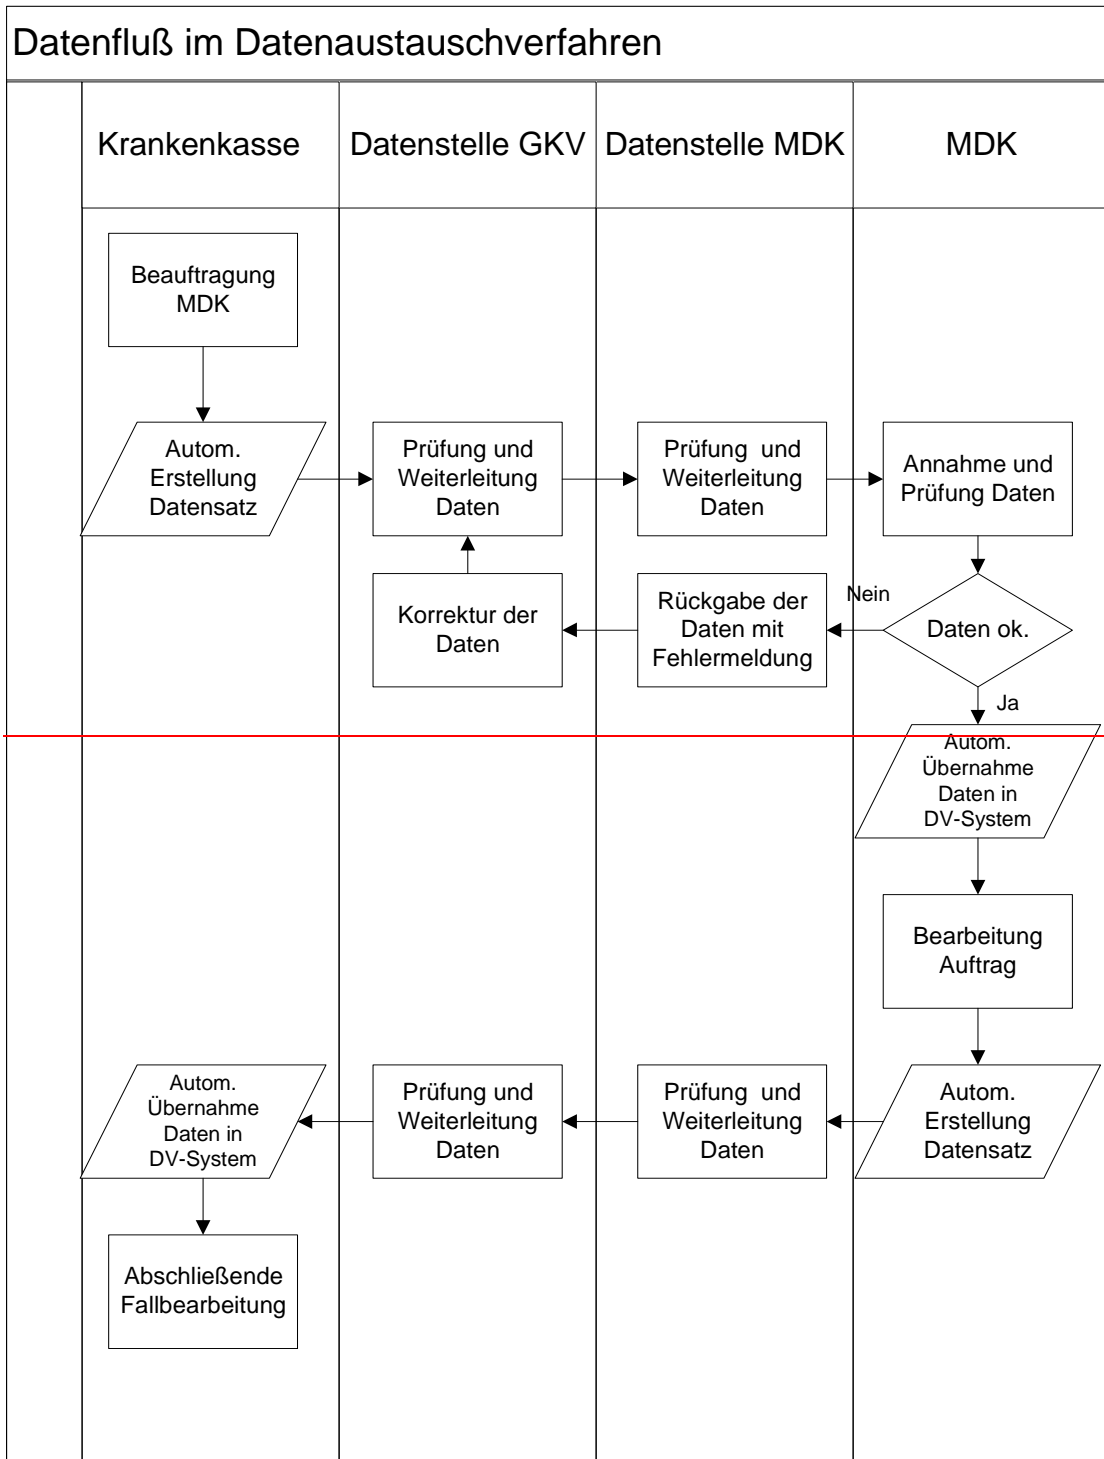 Datenfluß im Datenaustauschverfahren
Krankenkasse
Datenstelle GKV
Datenstelle MDK
MDK
Beauftragung
MDK
Autom.
Erstellung
Datensatz
Prüfung und
Weiterleitung
Daten
Prüfung und
Weiterleitung
Daten
Annahme und
Prüfung Daten
Korrektur der
Daten
Rückgabe der
Daten mit
Fehlermeldung
Nein
Daten ok.
Ja
Autom.
Übernahme
Daten in
DV-System
Bearbeitung
Auftrag
Autom.
Übernahme
Daten in
DV-System
Prüfung und
Weiterleitung
Daten
Prüfung und
Weiterleitung
Daten
Autom.
Erstellung
Datensatz
Abschließende
Fallbearbeitung